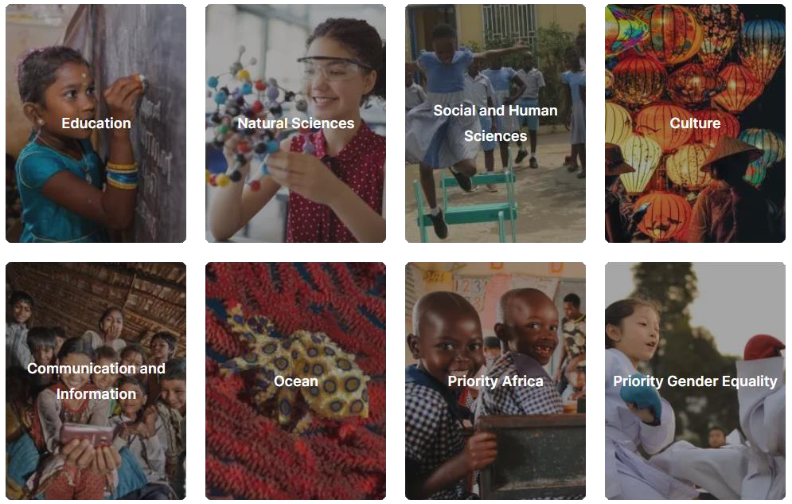 Education
Natural Sciences
Social and Human
Sciences
Culture
Communication and
Information
Ocean
Priority Africa
Priority Gender Equality